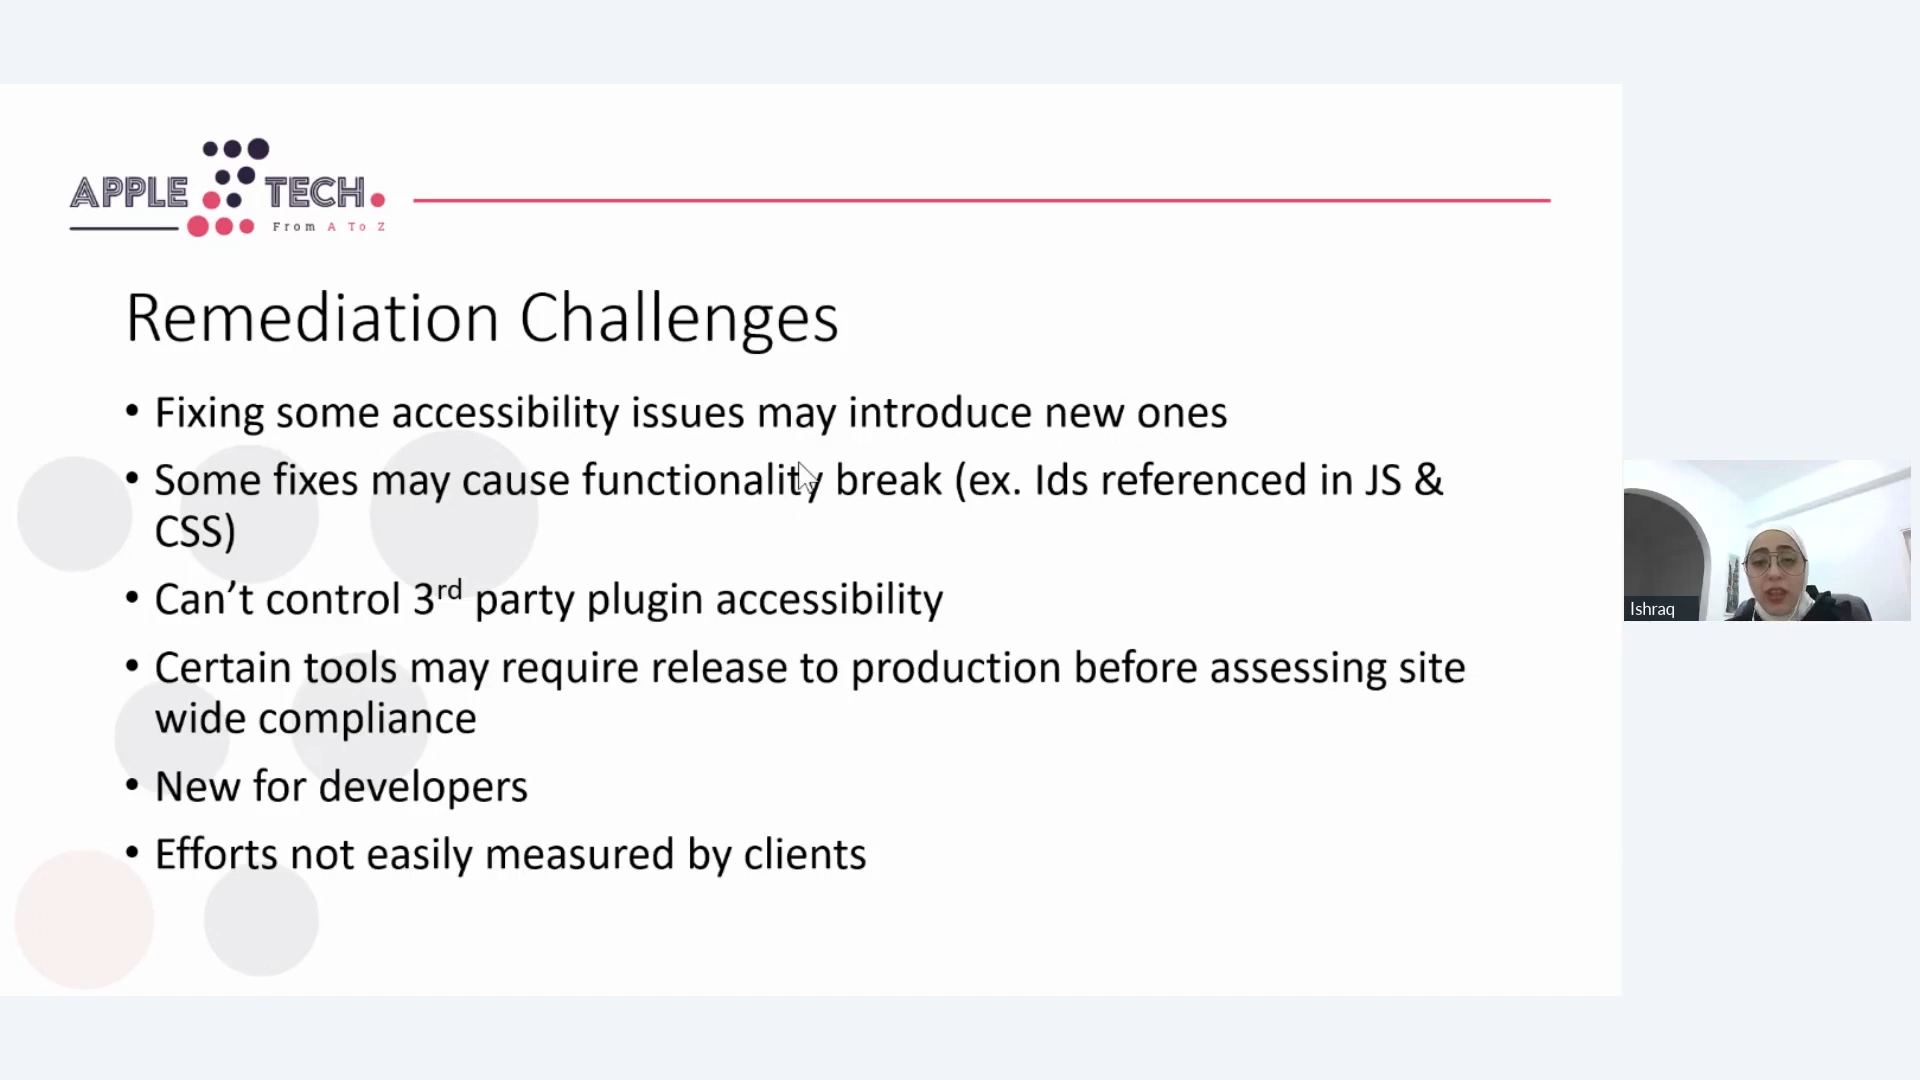 APPLE TECH.
From A To Z
Remediation Challenges
• Fixing some accessibility issues may introduce new ones
• Some fixes may cause functionality break (ex. Ids referenced in JS &
CSS)
• Can’t control 3rd party plugin accessibility
• Certain tools may require release to production before assessing site
wide compliance
• New for developers
• Efforts not easily measured by clients
Ishraq